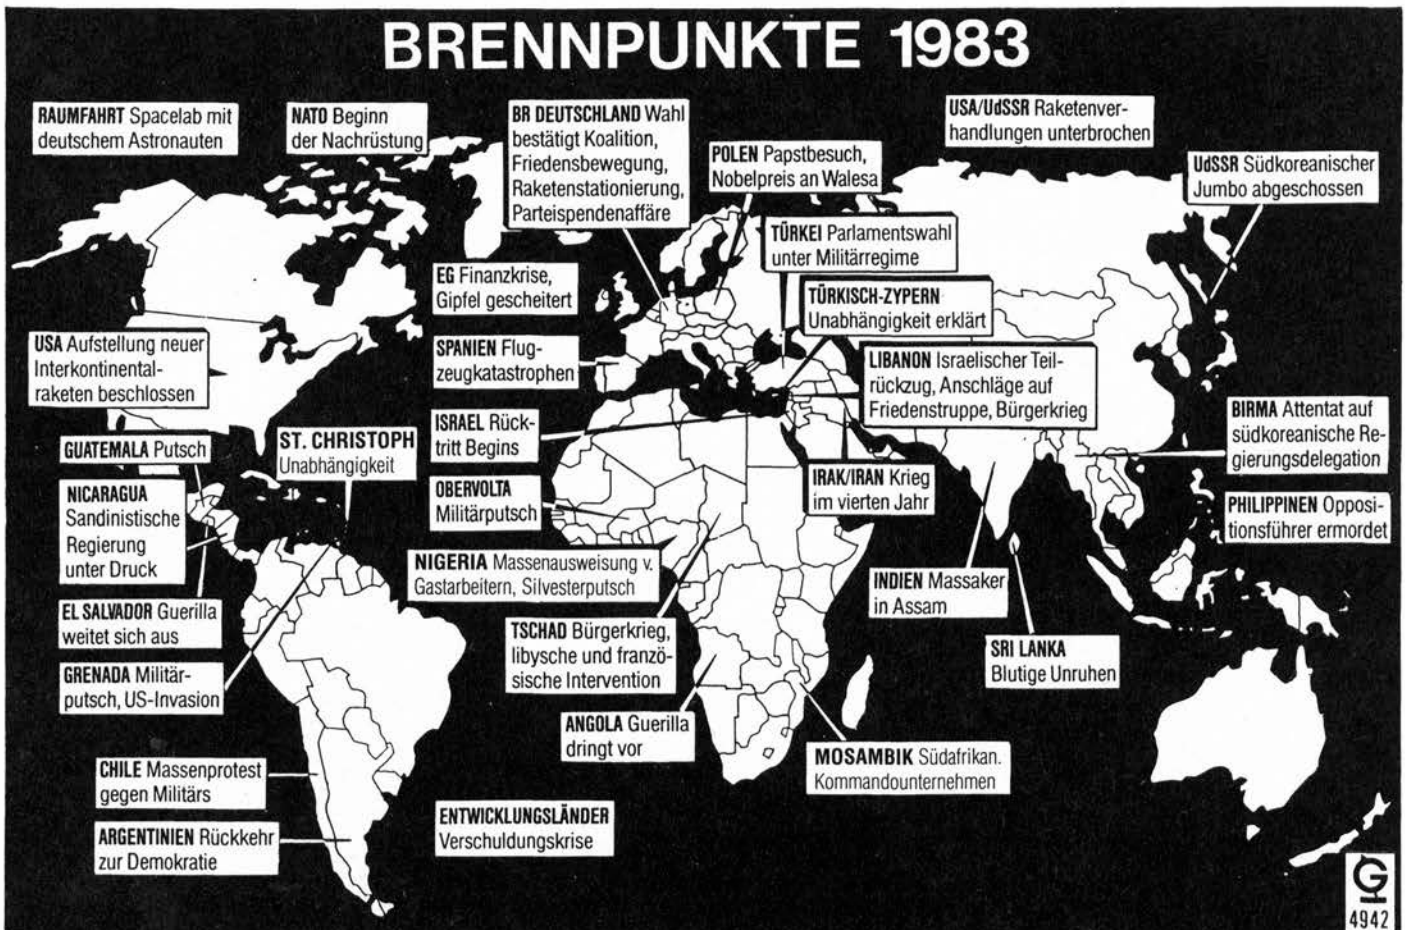 BRENNPUNKTE 1983
RAUMFAHRT Spacelab mit
deutschem Astronauten
NATO Beginn
der Nachrüstung
BR DEUTSCHLAND Wahl
bestätigt Koalition,
Friedensbewegung,
Raketenstationierung,
Parteispendenaffäre
POLEN Papstbesuch,
Nobelpreis an Walesa
USA/UdSSR Raketenver-
handlungen unterbrochen
UdSSR Südkoreanischer
Jumbo abgeschossen
TÜRKEI Parlamentswahl
unter Militärregime
EG Finanzkrise,
Gipfel gescheitert
TÜRKISCH-ZYPERN
Unabhängigkeit erklärt
USA Aufstellung neuer
Interkontinental-
raketen beschlossen
SPANIEN Flug-
zeugkatastrophen
LIBANON Israelischer Teil-
rückzug, Anschläge auf
Friedenstruppe, Bürgerkrieg
ISRAEL Rück-
tritt Begins
BIRMA Attentat auf
südkoreanische Re-
gierungsdelegation
GUATEMALA Putsch
ST. CHRISTOPH
Unabhängigkeit
IRAK/IRAN Krieg
im vierten Jahr
NICARAGUA
Sandinistische
Regierung
unter Druck
OBERVOLTA
Militärputsch
PHILIPPINEN Opposi-
tionsführer ermordet
NIGERIA Massenausweisung v.
Gastarbeitern, Silvesterputsch
INDIEN Massaker
in Assam
EL SALVADOR Guerilla
weitet sich aus
TSCHAD Bürgerkrieg,
libysche und franzö-
sische Intervention
SRI LANKA
Blutige Unruhen
GRENADA Militär-
putsch, US-Invasion
ANGOLA Guerilla
dringt vor
MOSAMBIK Südafrikan.
Kommandounternehmen
CHILE Massenprotest
gegen Militärs
ENTWICKLUNGSLÄNDER
Verschuldungskrise
ARGENTINIEN Rückkehr
zur Demokratie
G
4942